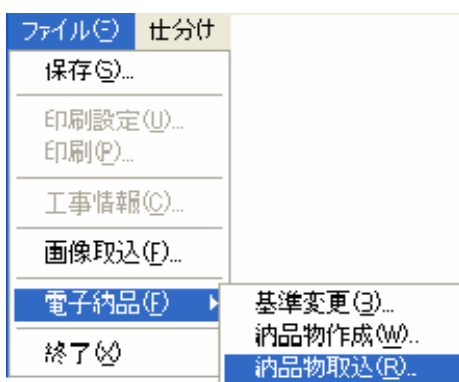 ファイル(F) 仕分け
保存(S)...
印刷設定(U)...
印刷(P)...
工事情報(C)...
画像取込(F)...
電子納品(F)
基準変更(B)...
納品物作成(W)..
終了(X)
納品物取込(R)..